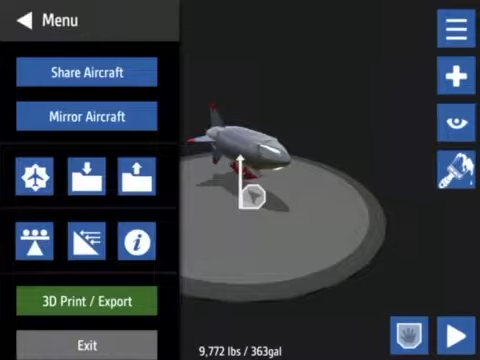 Menu
Share Aircraft
Mirror Aircraft
3D Print / Export
Exit
9,772 lbs / 363gal